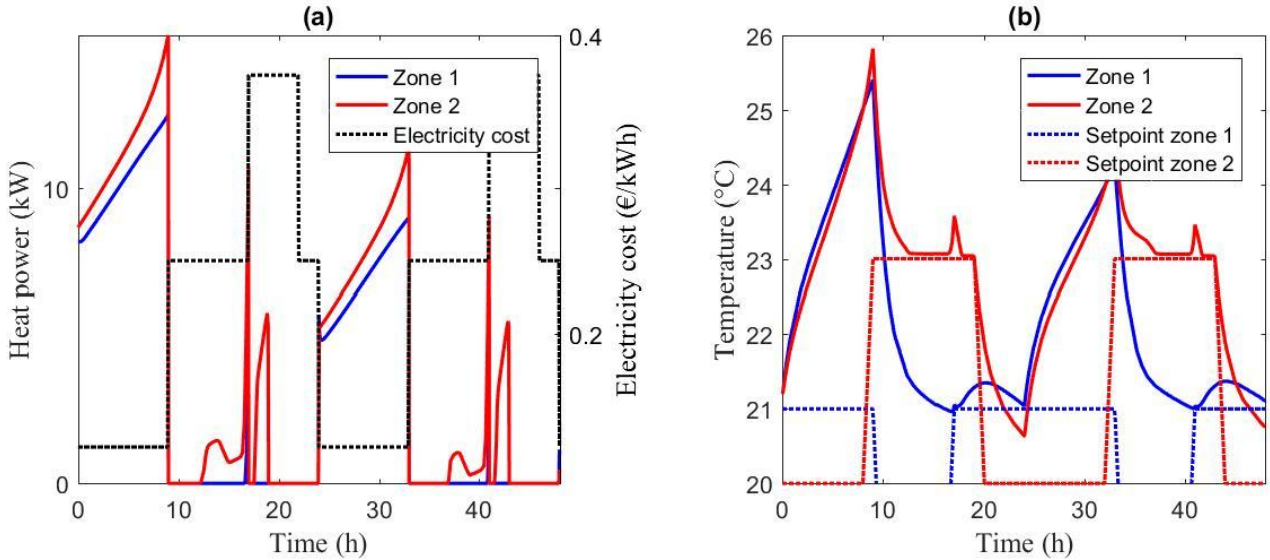 (a)
Heat power (kW)
10
0
0.4
0.2
Electricity cost (€/kWh)
Zone 1
Zone 2
Electricity cost
0 10 20 30 40
Time (h)
(b)
Temperature (°C)
26
25
24
23
22
21
20
Zone 1
Zone 2
Setpoint zone 1
Setpoint zone 2
0 10 20 30 40
Time (h)